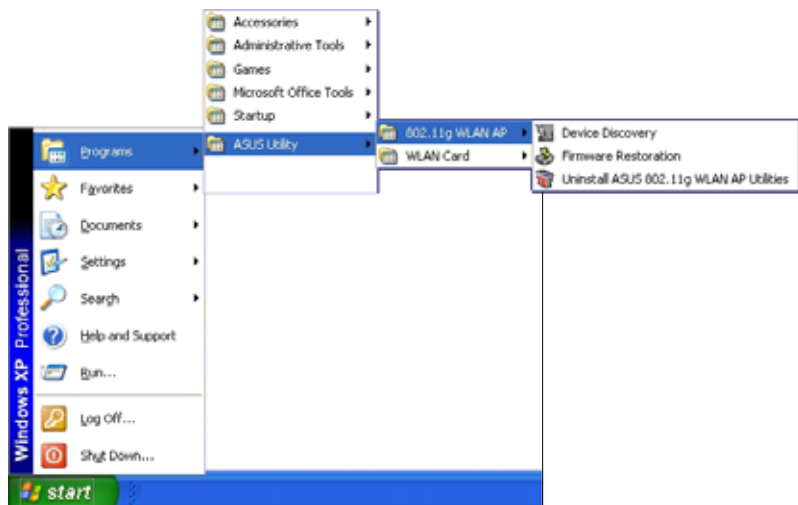 Accessories
Administrative Tools
Games
Microsoft Office Tools
Startup
ASUS Utility
802.11g WLAN AP
WLAN Card
Device Discovery
Firmware Restoration
Uninstall ASUS 802.11g WLAN AP Utilities
Programs
Favorites
Documents
Settings
Search
Help and Support
Run...
Log Off...
Shut Down...
Windows XP Professional
start